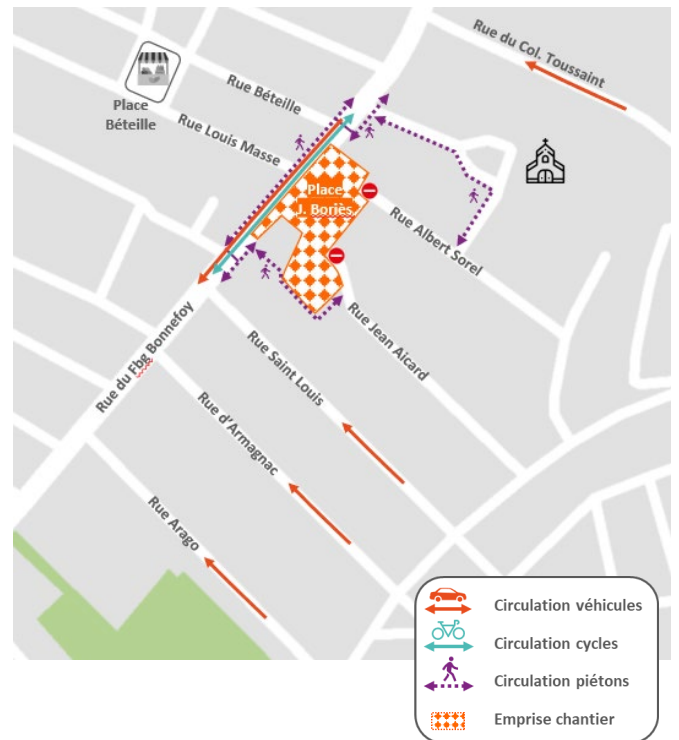 Rue du Col. Toussaint
Rue Béteille
Place
Béteille
Rue Louis Masse
Place
J. Boriès
Rue Albert Sorel
Rue Jean Aicard
Rue du Fbg Bonnefoy
Rue Saint Louis
Rue d'Armagnac
Rue Arago
Circulation véhicules
Circulation cycles
Circulation piétons
Emprise chantier